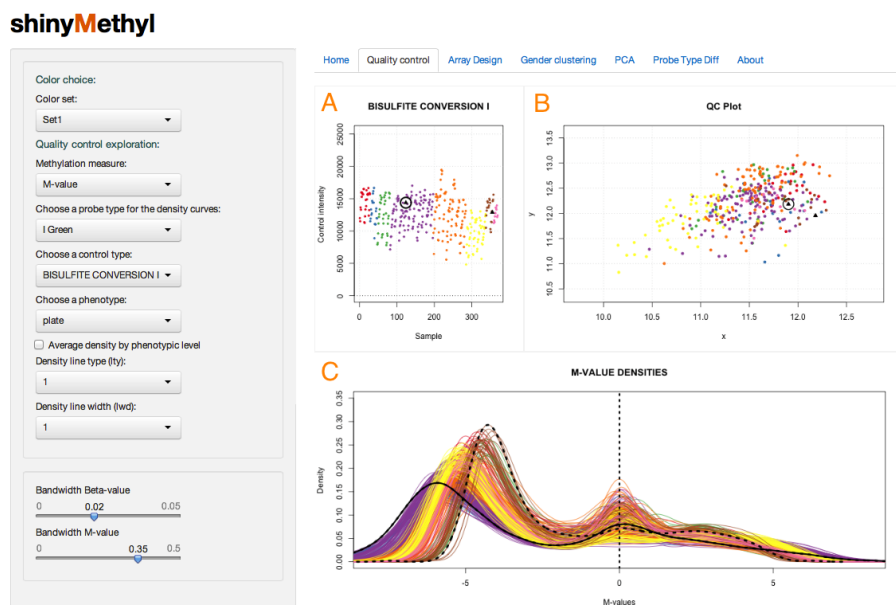 shinyMethyl
Color choice:
Color set:
Set1
Quality control exploration:
Methylation measure:
M-value
Choose a probe type for the density curves:
I Green
Choose a control type:
BISULFITE CONVERSION I
Choose a phenotype:
plate
Average density by phenotypic level
Density line type (lty):
1
Density line width (lwd):
1
Bandwidth Beta-value
0 0.02 0.05
Bandwidth M-value
0 0.35 0.5
Home Quality control Array Design Gender clustering PCA Probe Type Diff About
A
BISULFITE CONVERSION I
Control intensity
25000
20000
15000
10000
5000
0
0 100 200 300
Sample
B
QC Plot
y
13.5
13.0
12.5
12.0
11.5
11.0
10.5
10.0 10.5 11.0 11.5 12.0 12.5
x
C
M-VALUE DENSITIES
Density
0.35
0.30
0.25
0.20
0.15
0.10
0.05
0.00
-5 0 5
M-values